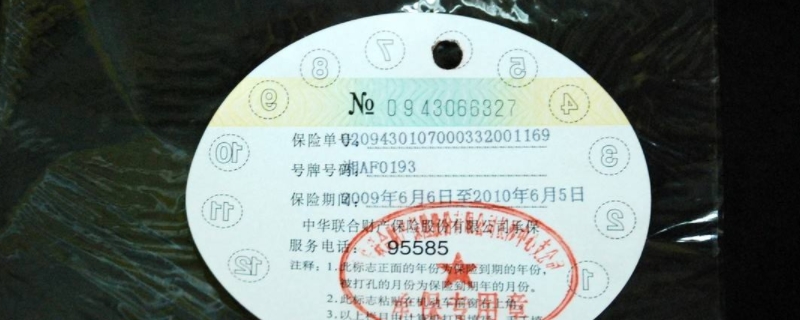 № 0943066327
保险单号: 0209430107000332001169
号牌号码: 湘AF0193
保险期间: 2009年6月6日至2010年6月5日
中华联合财产保险股份有限公司承保
服务电话: 95585
注释: 1.此标志正面的年份为保险到期的年份,
被打孔的月份为保险到期年的月份。
2.此标志粘贴在机动车前窗右上角。
承保专用章